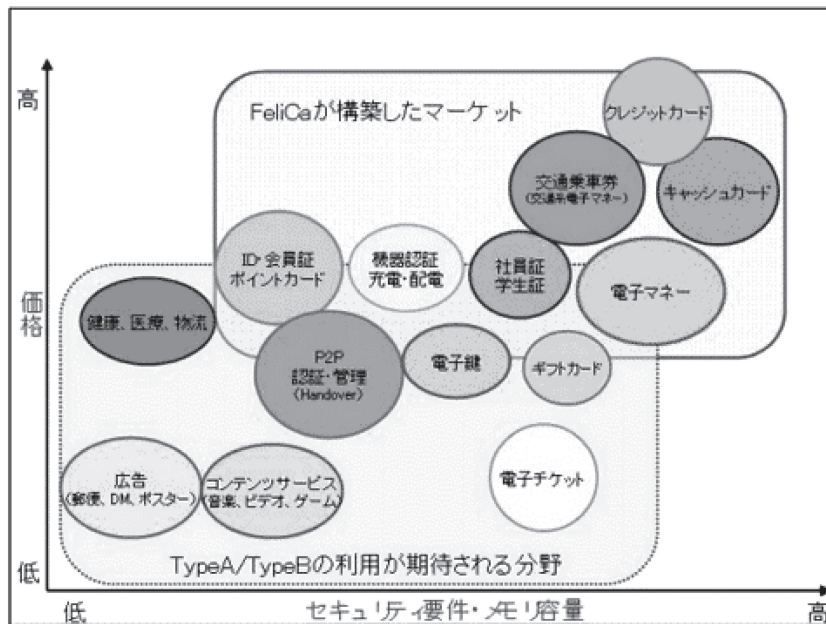 高
FeliCaが構築したマーケット
クレジットカード
交通乗車券
(交通系電子マネー)
キャッシュカード
ID・会員証
ポイントカード
機器認証
充電・配電
社員証
学生証
電子マネー
価格
健康、医療、物流
P2P
認証・管理
(Handover)
電子鍵
ギフトカード
広告
(郵便、DM、ポスター)
コンテンツサービス
(音楽、ビデオ、ゲーム)
電子チケット
TypeA/TypeBの利用が期待される分野
低
低
セキュリティ要件・メモリ容量
高